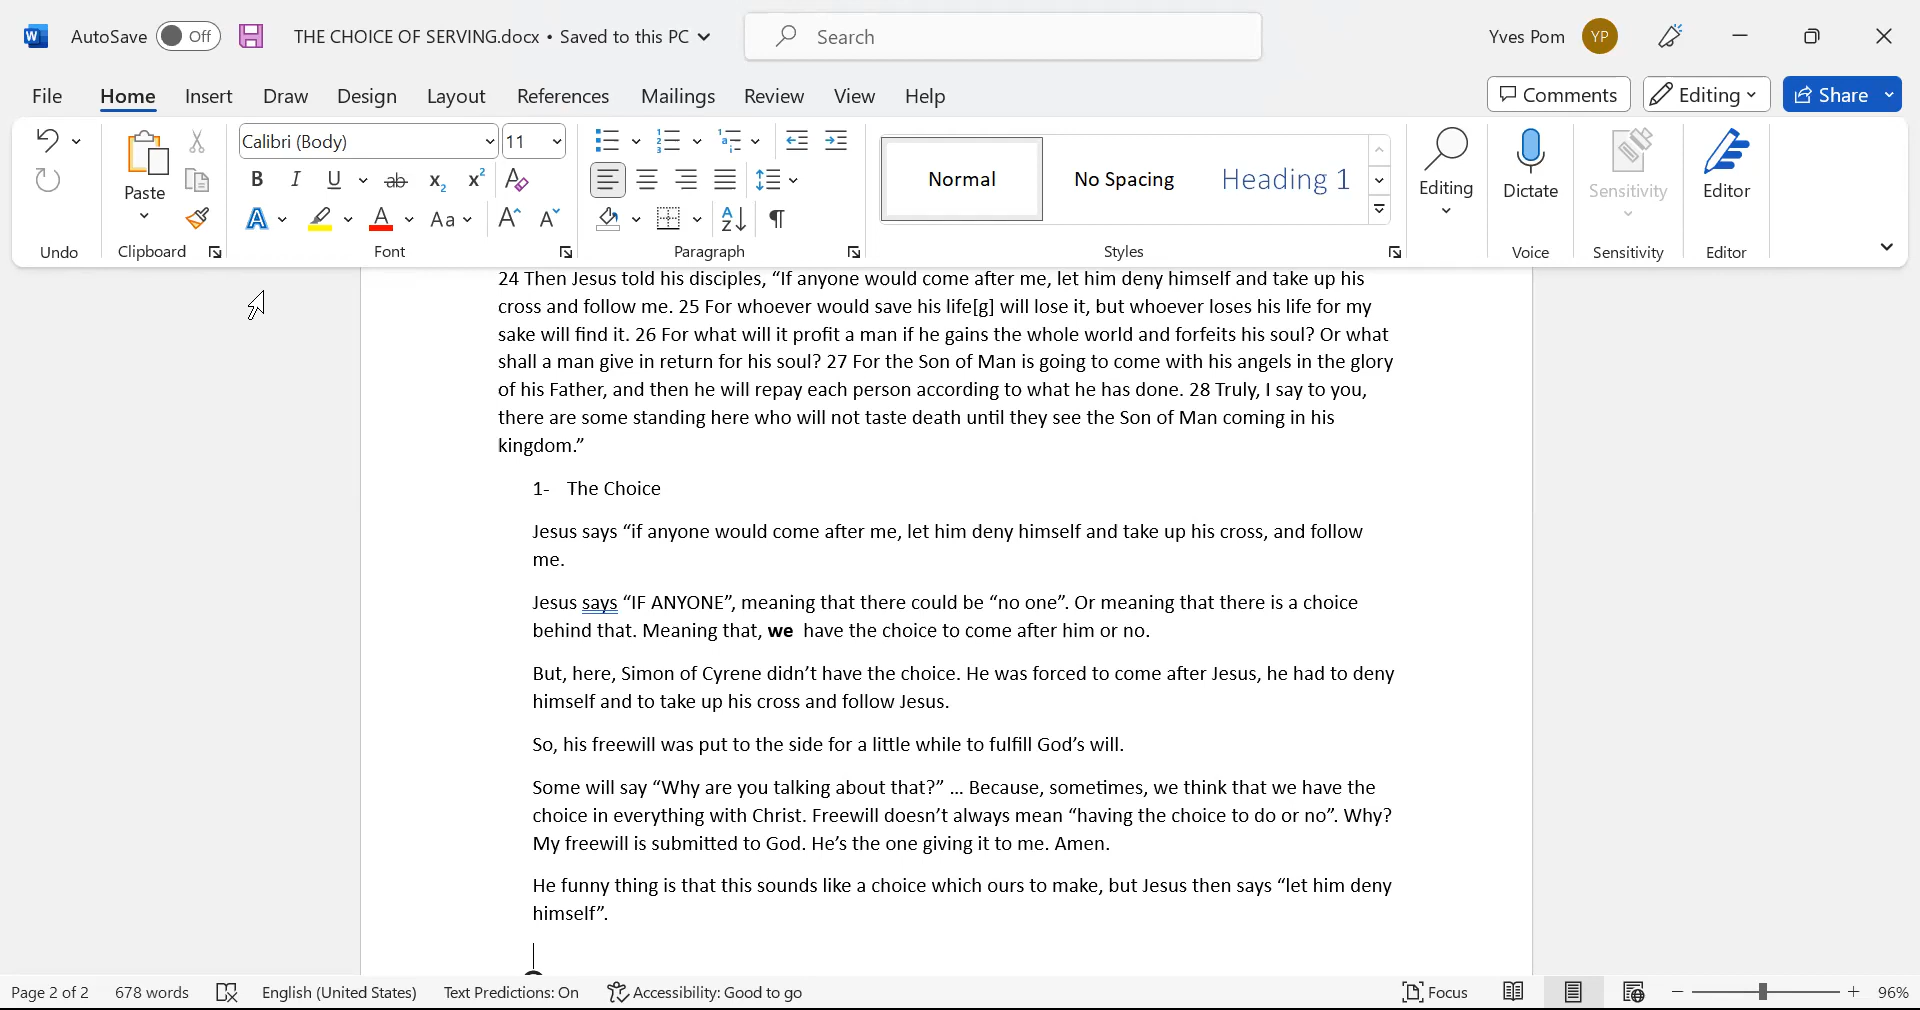 AutoSave Off THE CHOICE OF SERVING.docx • Saved to this PC Search Yves Pom YP
File Home Insert Draw Design Layout References Mailings Review View Help Comments Editing Share
Calibri (Body) 11
Paste Normal No Spacing Heading 1 Editing Dictate Sensitivity Editor
Undo Clipboard Font Paragraph Styles Voice Sensitivity Editor
24 Then Jesus told his disciples, “If anyone would come after me, let him deny himself and take up his
cross and follow me. 25 For whoever would save his life[g] will lose it, but whoever loses his life for my
sake will find it. 26 For what will it profit a man if he gains the whole world and forfeits his soul? Or what
shall a man give in return for his soul? 27 For the Son of Man is going to come with his angels in the glory
of his Father, and then he will repay each person according to what he has done. 28 Truly, I say to you,
there are some standing here who will not taste death until they see the Son of Man coming in his
kingdom.”
1- The Choice
Jesus says “if anyone would come after me, let him deny himself and take up his cross, and follow
me.
Jesus says “IF ANYONE”, meaning that there could be “no one”. Or meaning that there is a choice
behind that. Meaning that, we have the choice to come after him or no.
But, here, Simon of Cyrene didn’t have the choice. He was forced to come after Jesus, he had to deny
himself and to take up his cross and follow Jesus.
So, his freewill was put to the side for a little while to fulfill God’s will.
Some will say “Why are you talking about that?” … Because, sometimes, we think that we have the
choice in everything with Christ. Freewill doesn’t always mean “having the choice to do or no”. Why?
My freewill is submitted to God. He’s the one giving it to me. Amen.
He funny thing is that this sounds like a choice which ours to make, but Jesus then says “let him deny
himself”.
Page 2 of 2 678 words English (United States) Text Predictions: On Accessibility: Good to go Focus 96%